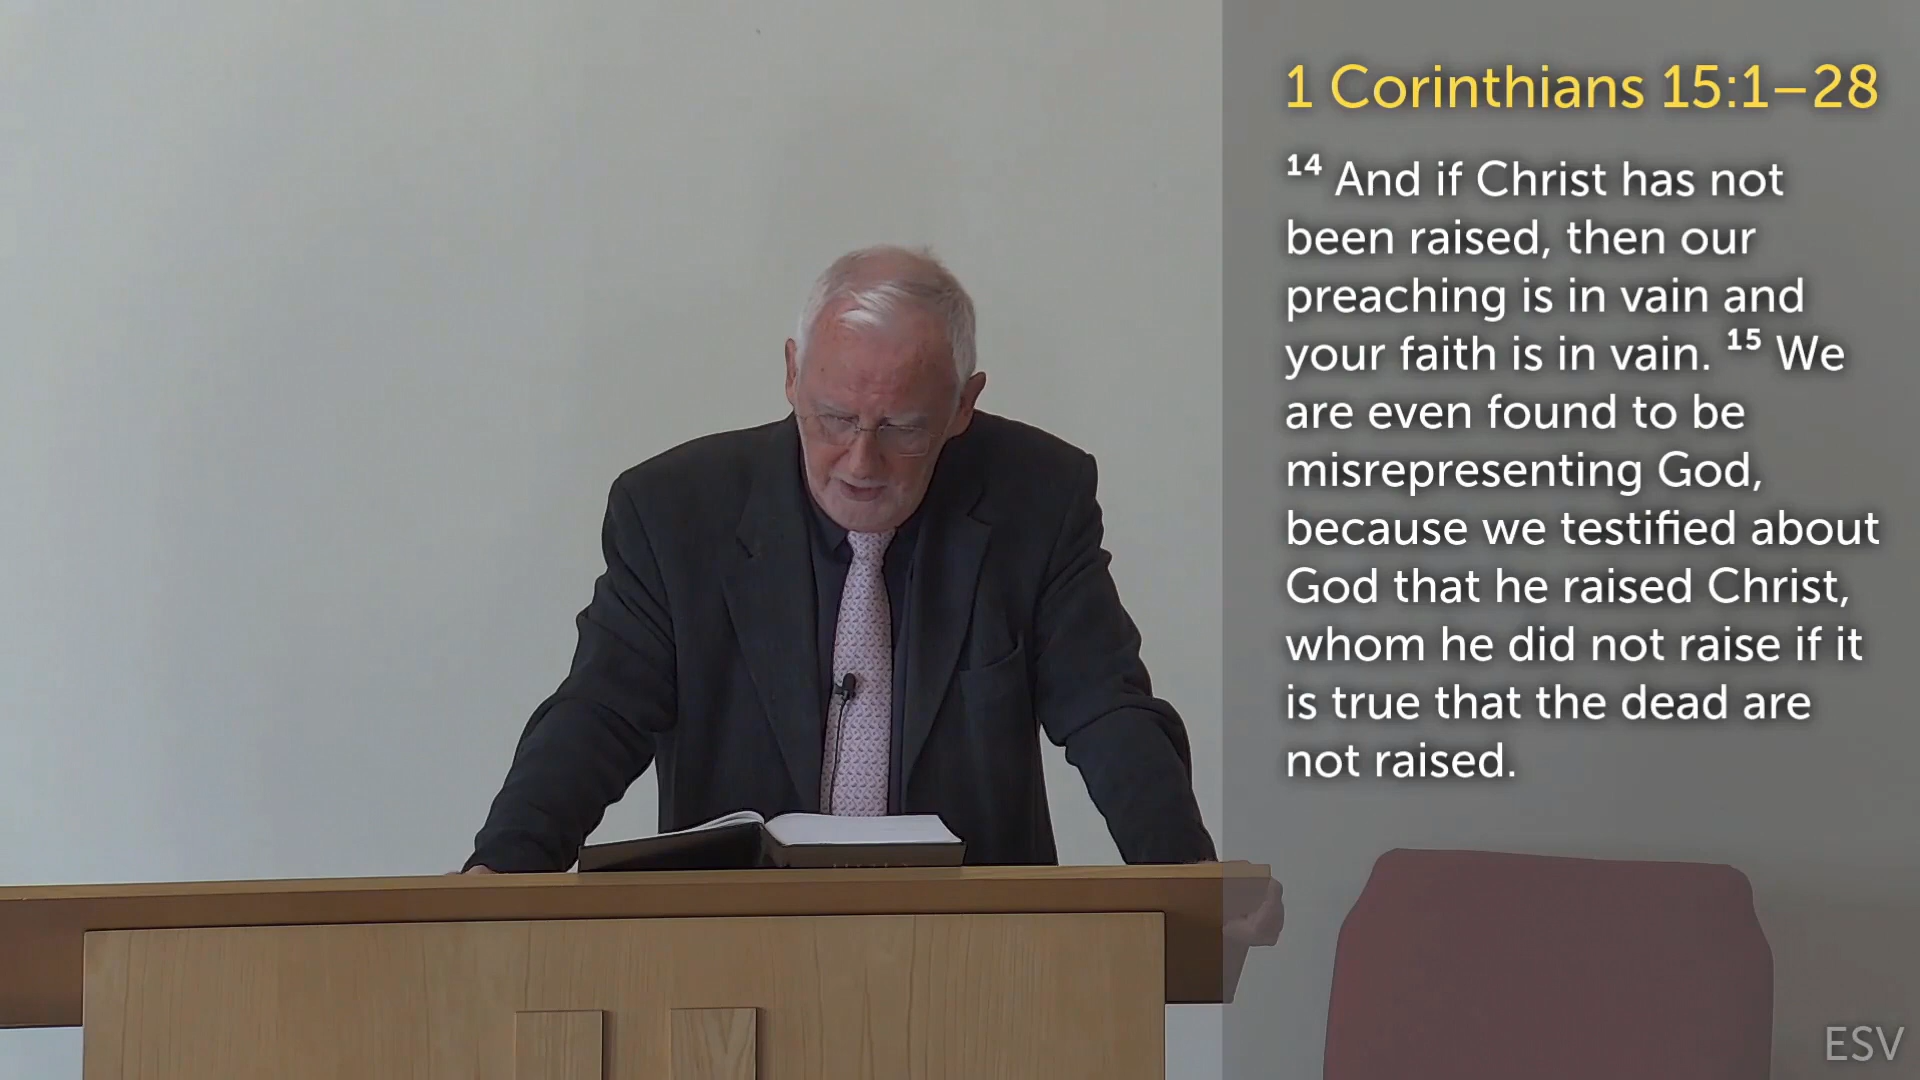 1 Corinthians 15:1–28
14 And if Christ has not
been raised, then our
preaching is in vain and
your faith is in vain. 15 We
are even found to be
misrepresenting God,
because we testified about
God that he raised Christ,
whom he did not raise if it
is true that the dead are
not raised.
ESV